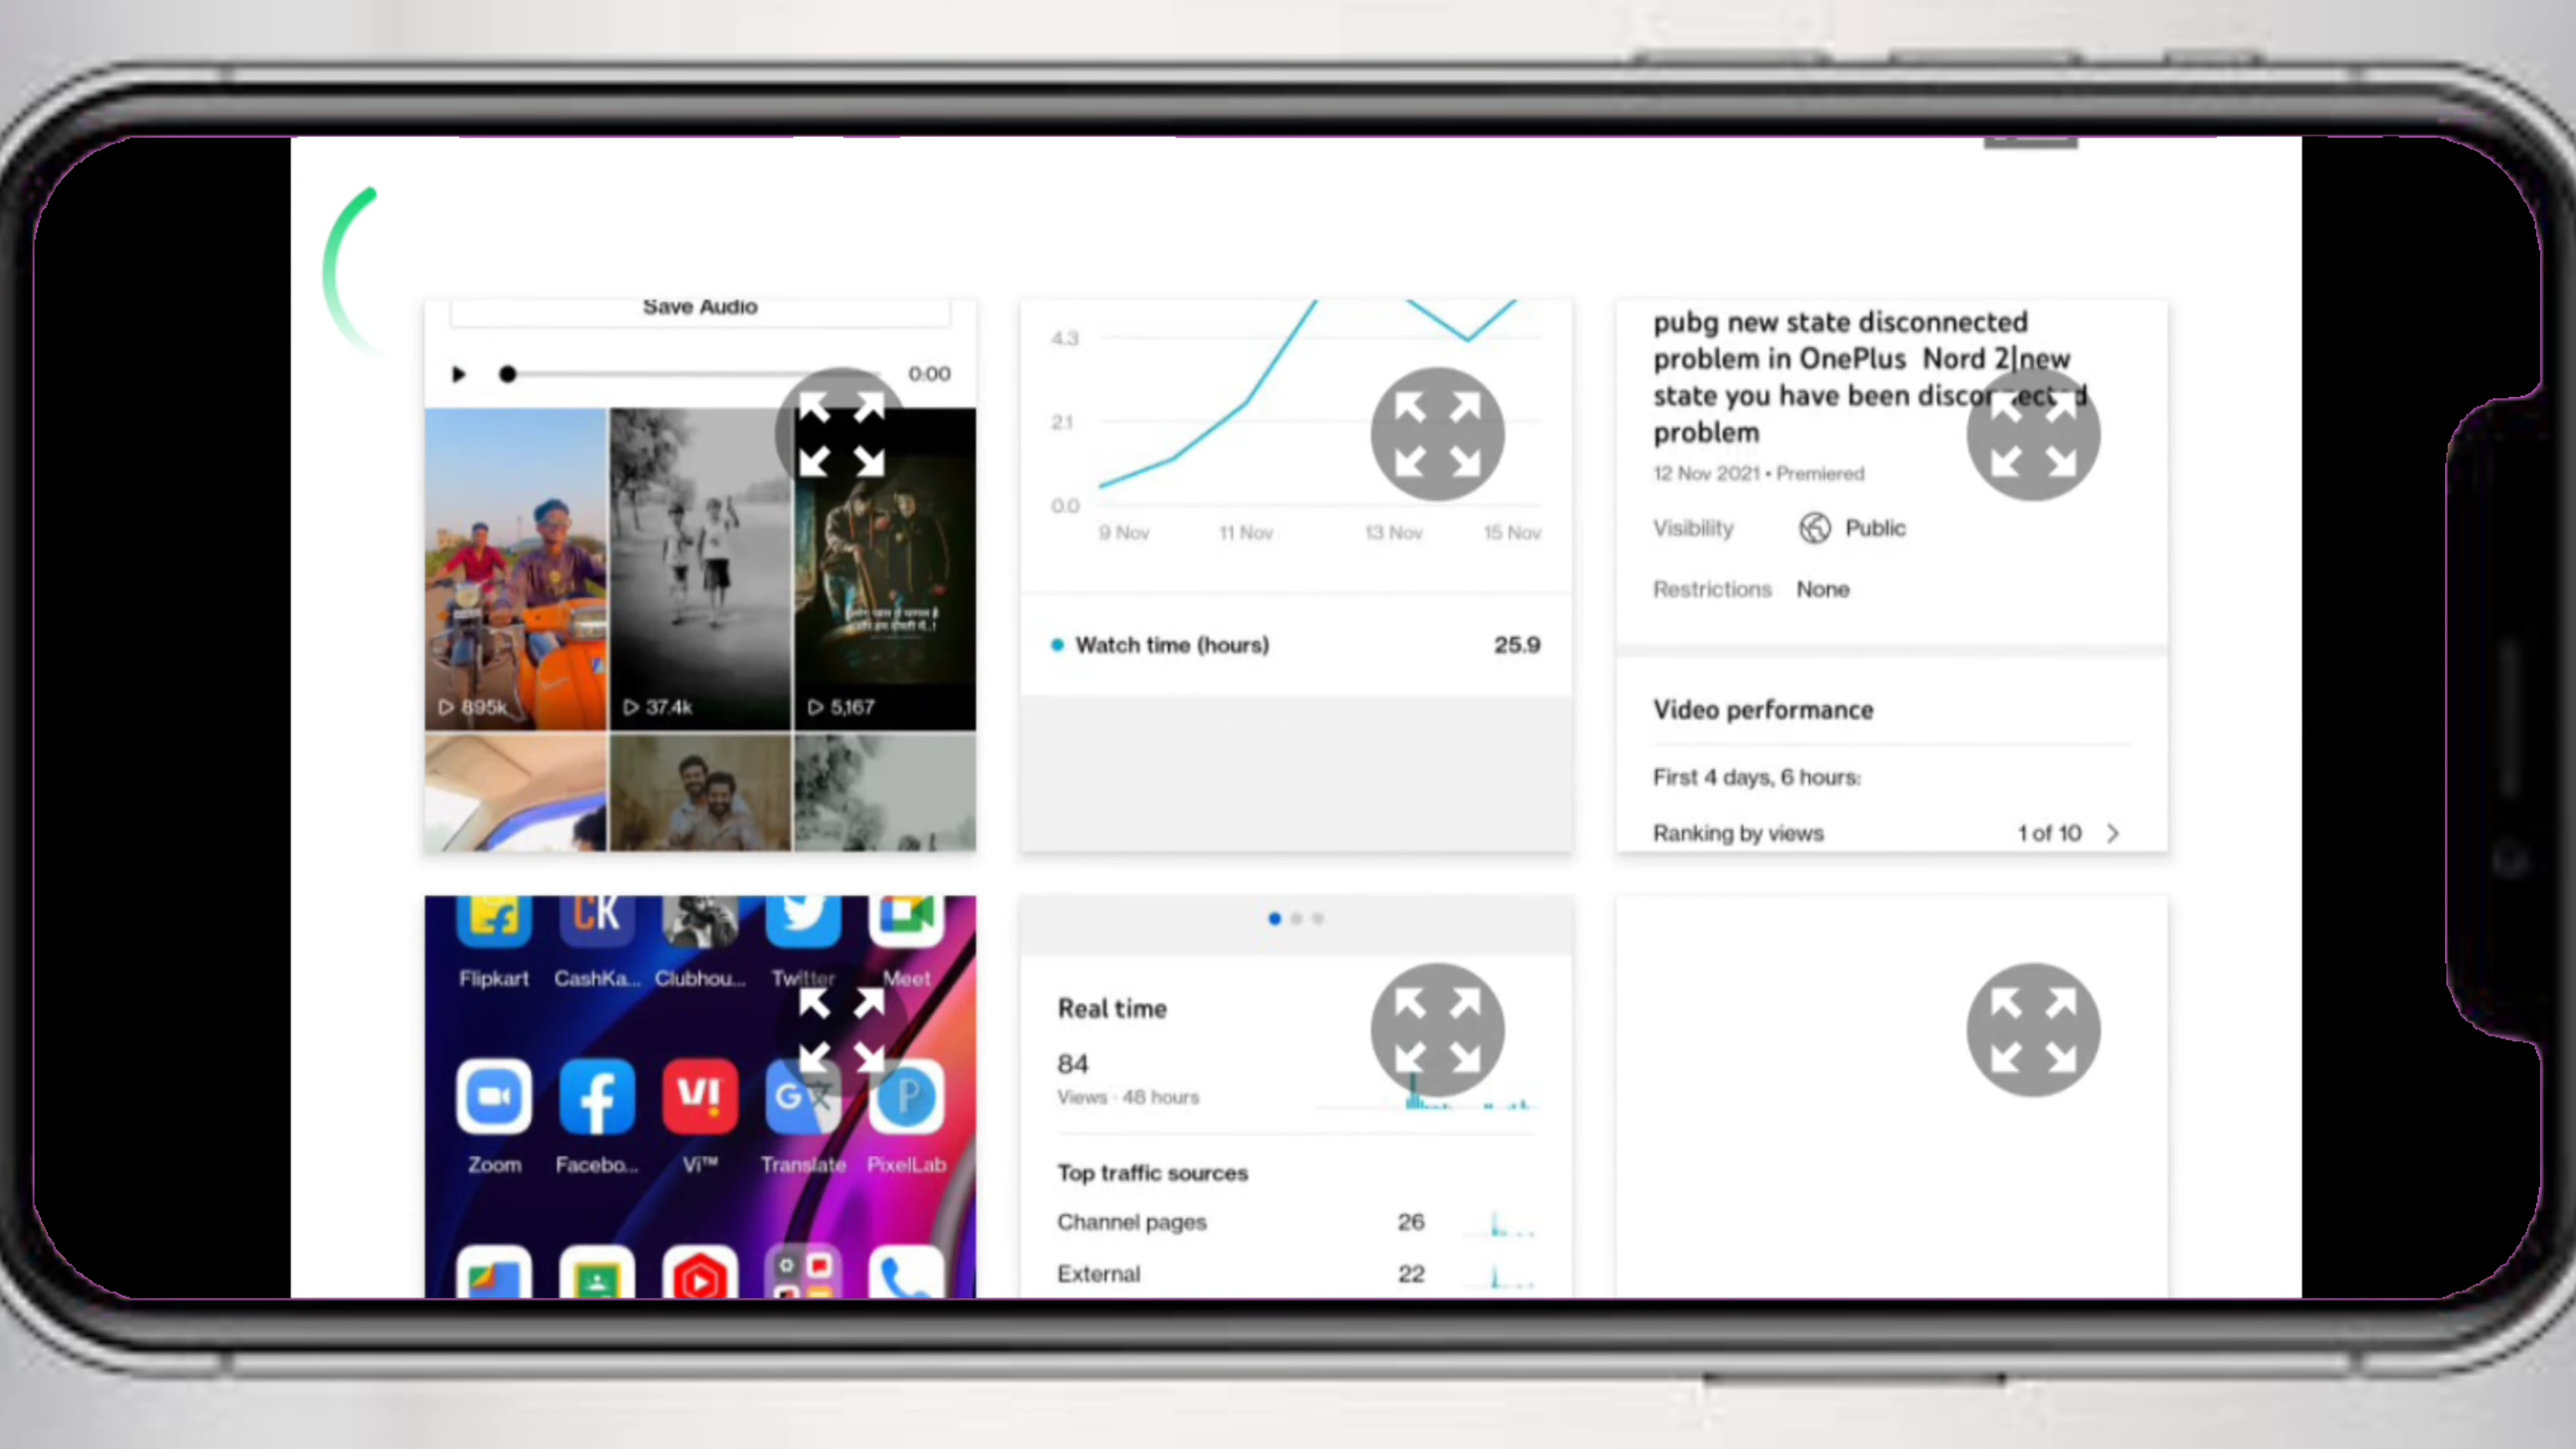 Save Audio
0:00
895k
37.4k
5,167
4.3
2.1
0.0
9 Nov
11 Nov
13 Nov
15 Nov
Watch time (hours)
25.9
pubg new state disconnected
problem in OnePlus Nord 2|new
state you have been disconnected
problem
12 Nov 2021 • Premiered
Visibility
Public
Restrictions
None
Video performance
First 4 days, 6 hours:
Ranking by views
1 of 10
CK
Flipkart
CashKa...
Clubhou...
Twitter
Meet
VI
G
P
Zoom
Facebo...
Vi™
Translate
PixelLab
Real time
84
Views · 48 hours
Top traffic sources
Channel pages
26
External
22